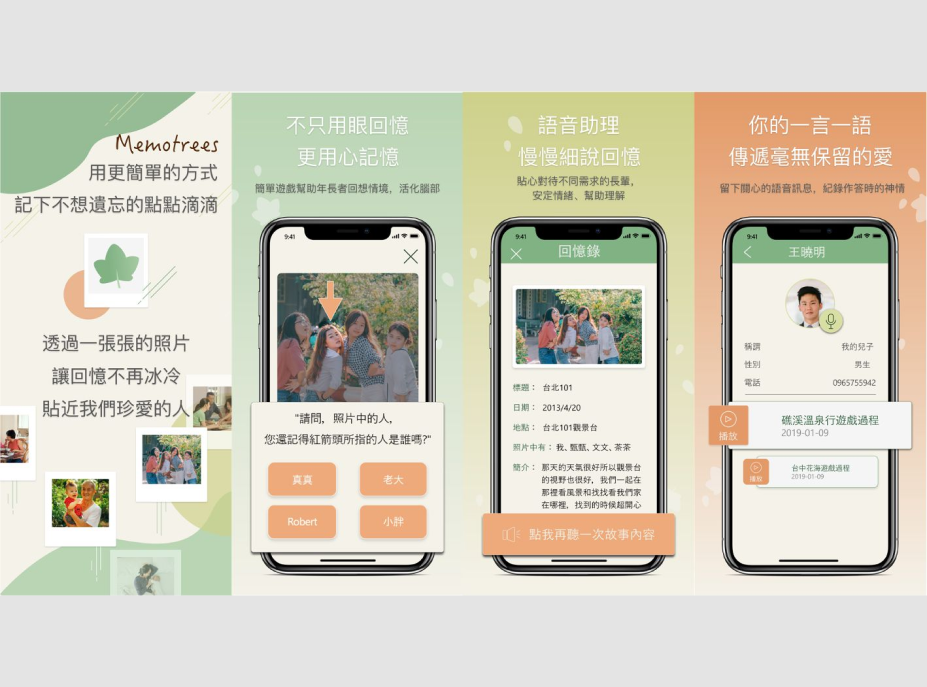 Memotrees
用更簡單的方式
記下不想遺忘的點點滴滴
透過一張張的照片
讓回憶不再冰冷
貼近我們珍愛的人
不只用眼回憶
更用心記憶
簡單遊戲幫助年長者回想情境，活化腦部
9:41
"請問，照片中的人，
您還記得紅箭頭所指的人是誰嗎?"
真真
老大
Robert
小胖
語音助理
慢慢細說回憶
貼心對待不同需求的長輩，
安定情緒、幫助理解
9:41
回憶錄
標題： 台北101
日期： 2013/4/20
地點： 台北101觀景台
照片中有： 我、甄甄、文文、茶茶
簡介： 那天的天氣很好所以觀景台
的視野也很好，我們一起在
那裡看風景和找找看我們家
在哪裡，找到的時候超開心
點我再聽一次故事內容
你的一言一語
傳遞毫無保留的愛
留下關心的語音訊息，紀錄作答時的神情
9:41
王曉明
稱謂 我的兒子
性別 男生
電話 0965755942
播放
礁溪溫泉行遊戲過程
2019-01-09
播放
台中花海遊戲過程
2019-01-09